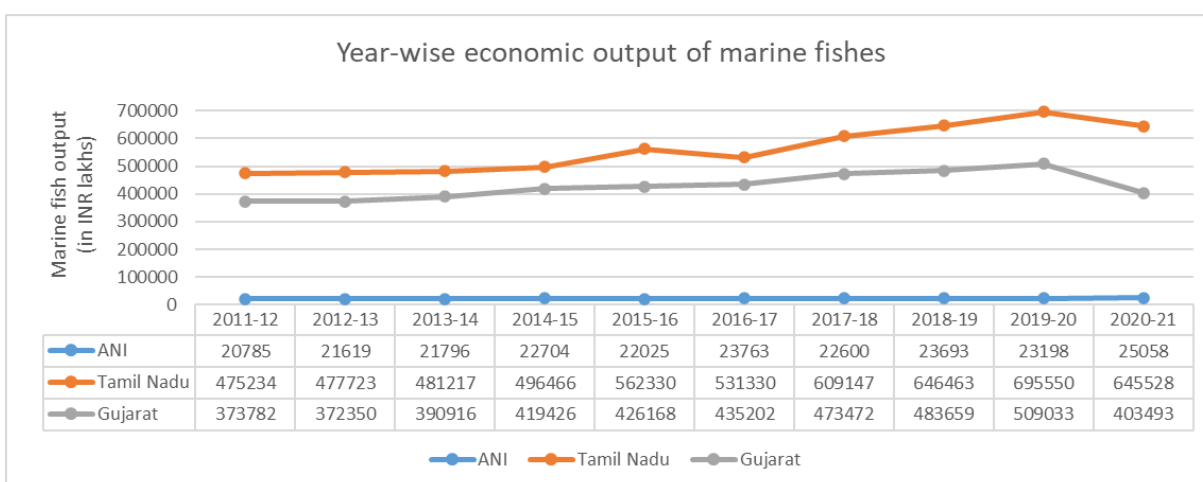 Year-wise economic output of marine fishes
Marine fish output
(in INR lakhs)
700000
600000
500000
400000
300000
200000
100000
0
2011-12 2012-13 2013-14 2014-15 2015-16 2016-17 2017-18 2018-19 2019-20 2020-21
ANI 20785 21619 21796 22704 22025 23763 22600 23693 23198 25058
Tamil Nadu 475234 477723 481217 496466 562330 531330 609147 646463 695550 645528
Gujarat 373782 372350 390916 419426 426168 435202 473472 483659 509033 403493
ANI Tamil Nadu Gujarat